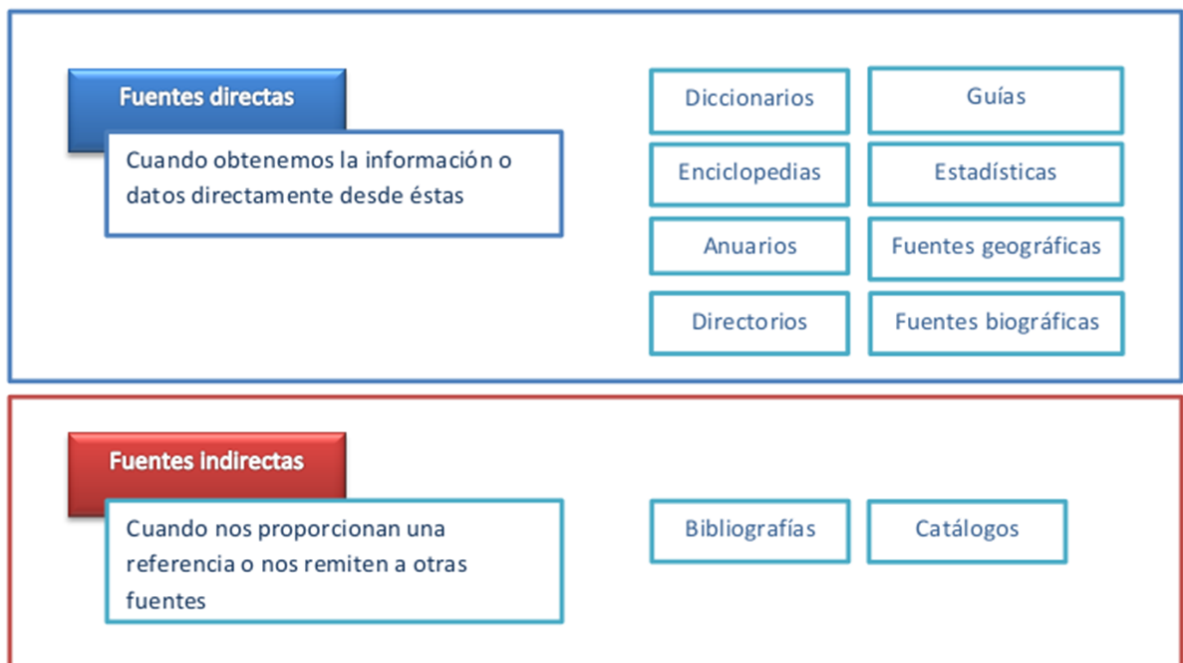 Fuentes directas
Cuando obtenemos la información o
datos directamente desde éstas
Diccionarios
Guías
Enciclopedias
Estadísticas
Anuarios
Fuentes geográficas
Directorios
Fuentes biográficas
Fuentes indirectas
Cuando nos proporcionan una
referencia o nos remiten a otras
fuentes
Bibliografías
Catálogos